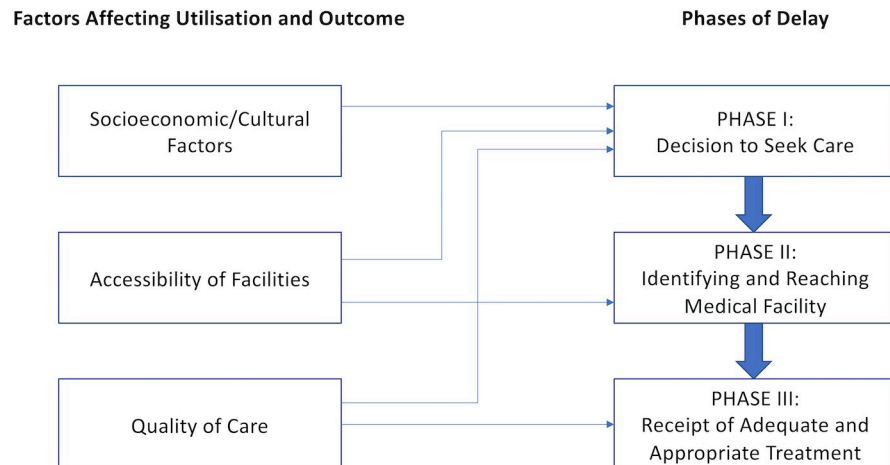 Factors Affecting Utilisation and Outcome
Phases of Delay
Socioeconomic/Cultural
Factors
PHASE I:
Decision to Seek Care
Accessibility of Facilities
PHASE II:
Identifying and Reaching
Medical Facility
Quality of Care
PHASE III:
Receipt of Adequate and
Appropriate Treatment